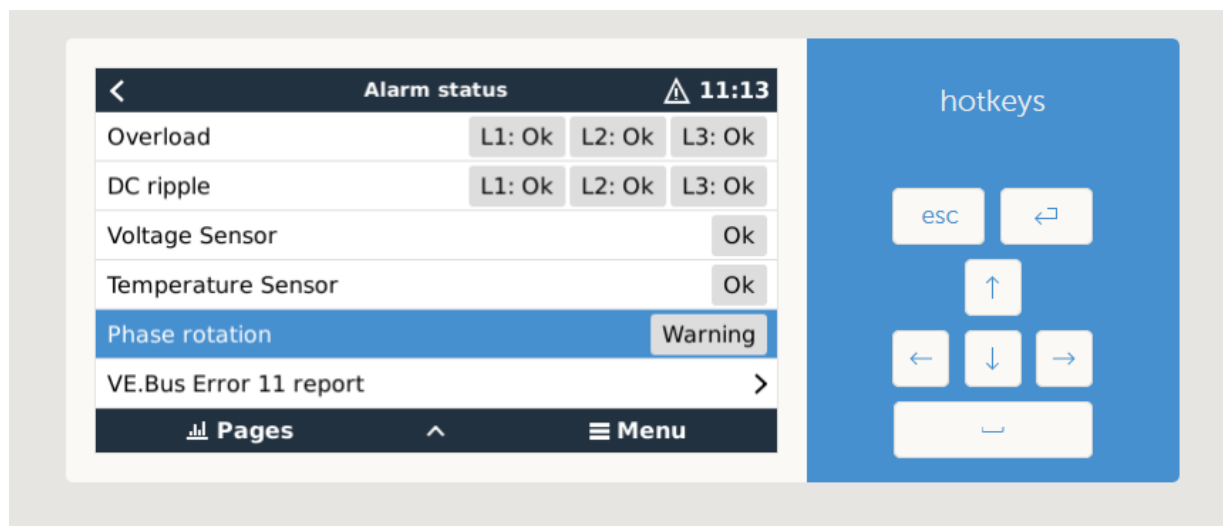 Alarm status 11:13
Overload L1: Ok L2: Ok L3: Ok
DC ripple L1: Ok L2: Ok L3: Ok
Voltage Sensor Ok
Temperature Sensor Ok
Phase rotation Warning
VE.Bus Error 11 report
Pages Menu
hotkeys
esc